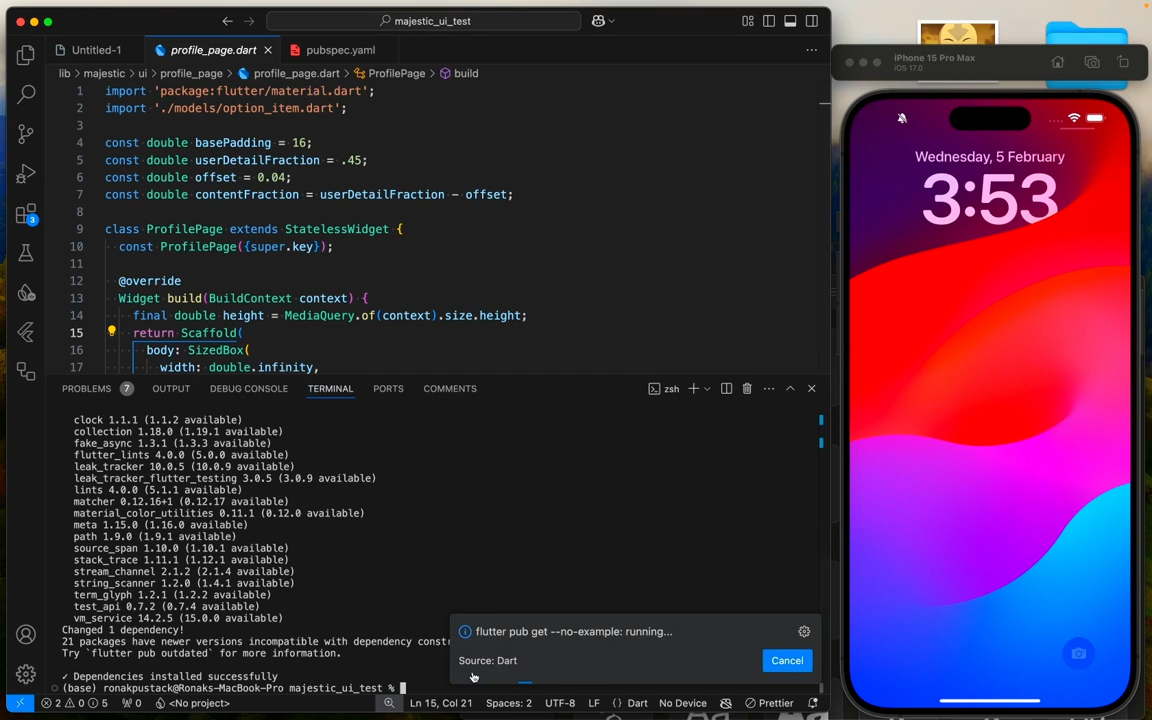 majestic_ui_test
Untitled-1
profile_page.dart
pubspec.yaml
lib > majestic > ui > profile_page > profile_page.dart > ProfilePage > build
1 import 'package:flutter/material.dart';
2 import './models/option_item.dart';
3
4 const double basePadding = 16;
5 const double userDetailFraction = .45;
6 const double offset = 0.04;
7 const double contentFraction = userDetailFraction - offset;
8
9 class ProfilePage extends StatelessWidget {
10 const ProfilePage({super.key});
11
12 @override
13 Widget build(BuildContext context) {
14 final double height = MediaQuery.of(context).size.height;
15 return Scaffold(
16 body: SizedBox(
17 width: double.infinity,
3
PROBLEMS 7 OUTPUT DEBUG CONSOLE TERMINAL PORTS COMMENTS
zsh
clock 1.1.1 (1.1.2 available)
collection 1.18.0 (1.19.1 available)
fake_async 1.3.1 (1.3.3 available)
flutter_lints 4.0.0 (5.0.0 available)
leak_tracker 10.0.5 (10.0.9 available)
leak_tracker_flutter_testing 3.0.5 (3.0.9 available)
lints 4.0.0 (5.1.1 available)
matcher 0.12.16+1 (0.12.17 available)
material_color_utilities 0.11.1 (0.12.0 available)
meta 1.15.0 (1.16.0 available)
path 1.9.0 (1.9.1 available)
source_span 1.10.0 (1.10.1 available)
stack_trace 1.11.1 (1.12.1 available)
stream_channel 2.1.2 (2.1.4 available)
string_scanner 1.2.0 (1.4.1 available)
term_glyph 1.2.1 (1.2.2 available)
test_api 0.7.2 (0.7.4 available)
vm_service 14.2.5 (15.0.0 available)
Changed 1 dependency!
21 packages have newer versions incompatible with dependency constr
Try `flutter pub outdated` for more information.
✓ Dependencies installed successfully
(base) ronakpustack@Ronaks-MacBook-Pro majestic_ui_test %
flutter pub get --no-example: running...
Source: Dart
Cancel
2 0 5 0 <No project> Ln 15, Col 21 Spaces: 2 UTF-8 LF {} Dart No Device Prettier
iPhone 15 Pro Max
iOS 17.0
Wednesday, 5 February
3:53